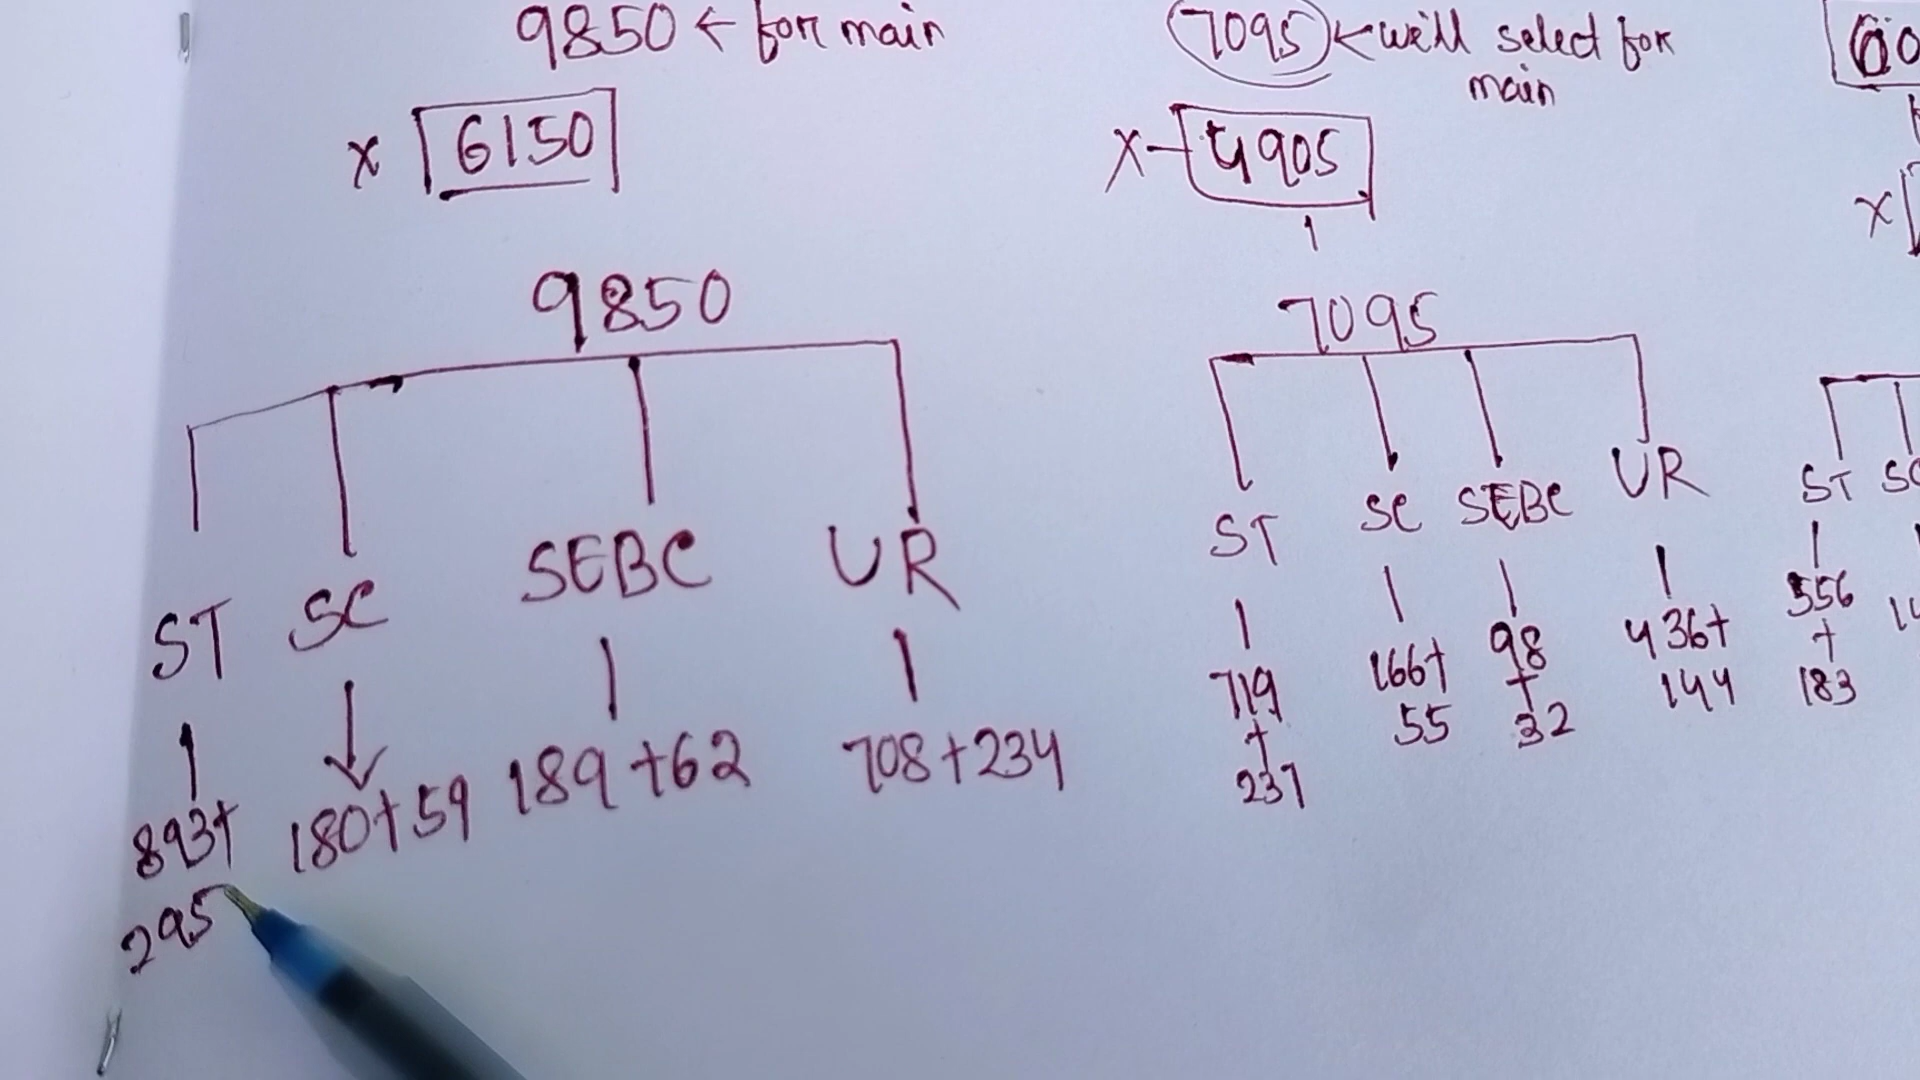 9850 ← for main
x 6150
9850
ST SC SEBC UR
893+
295
180+59
189+62
708+234
7095 ← will select for
main
X 4905
7095
ST SC SEBC UR
719
+
237
166+
55
98
+
32
436+
144
x
ST
556
+
183